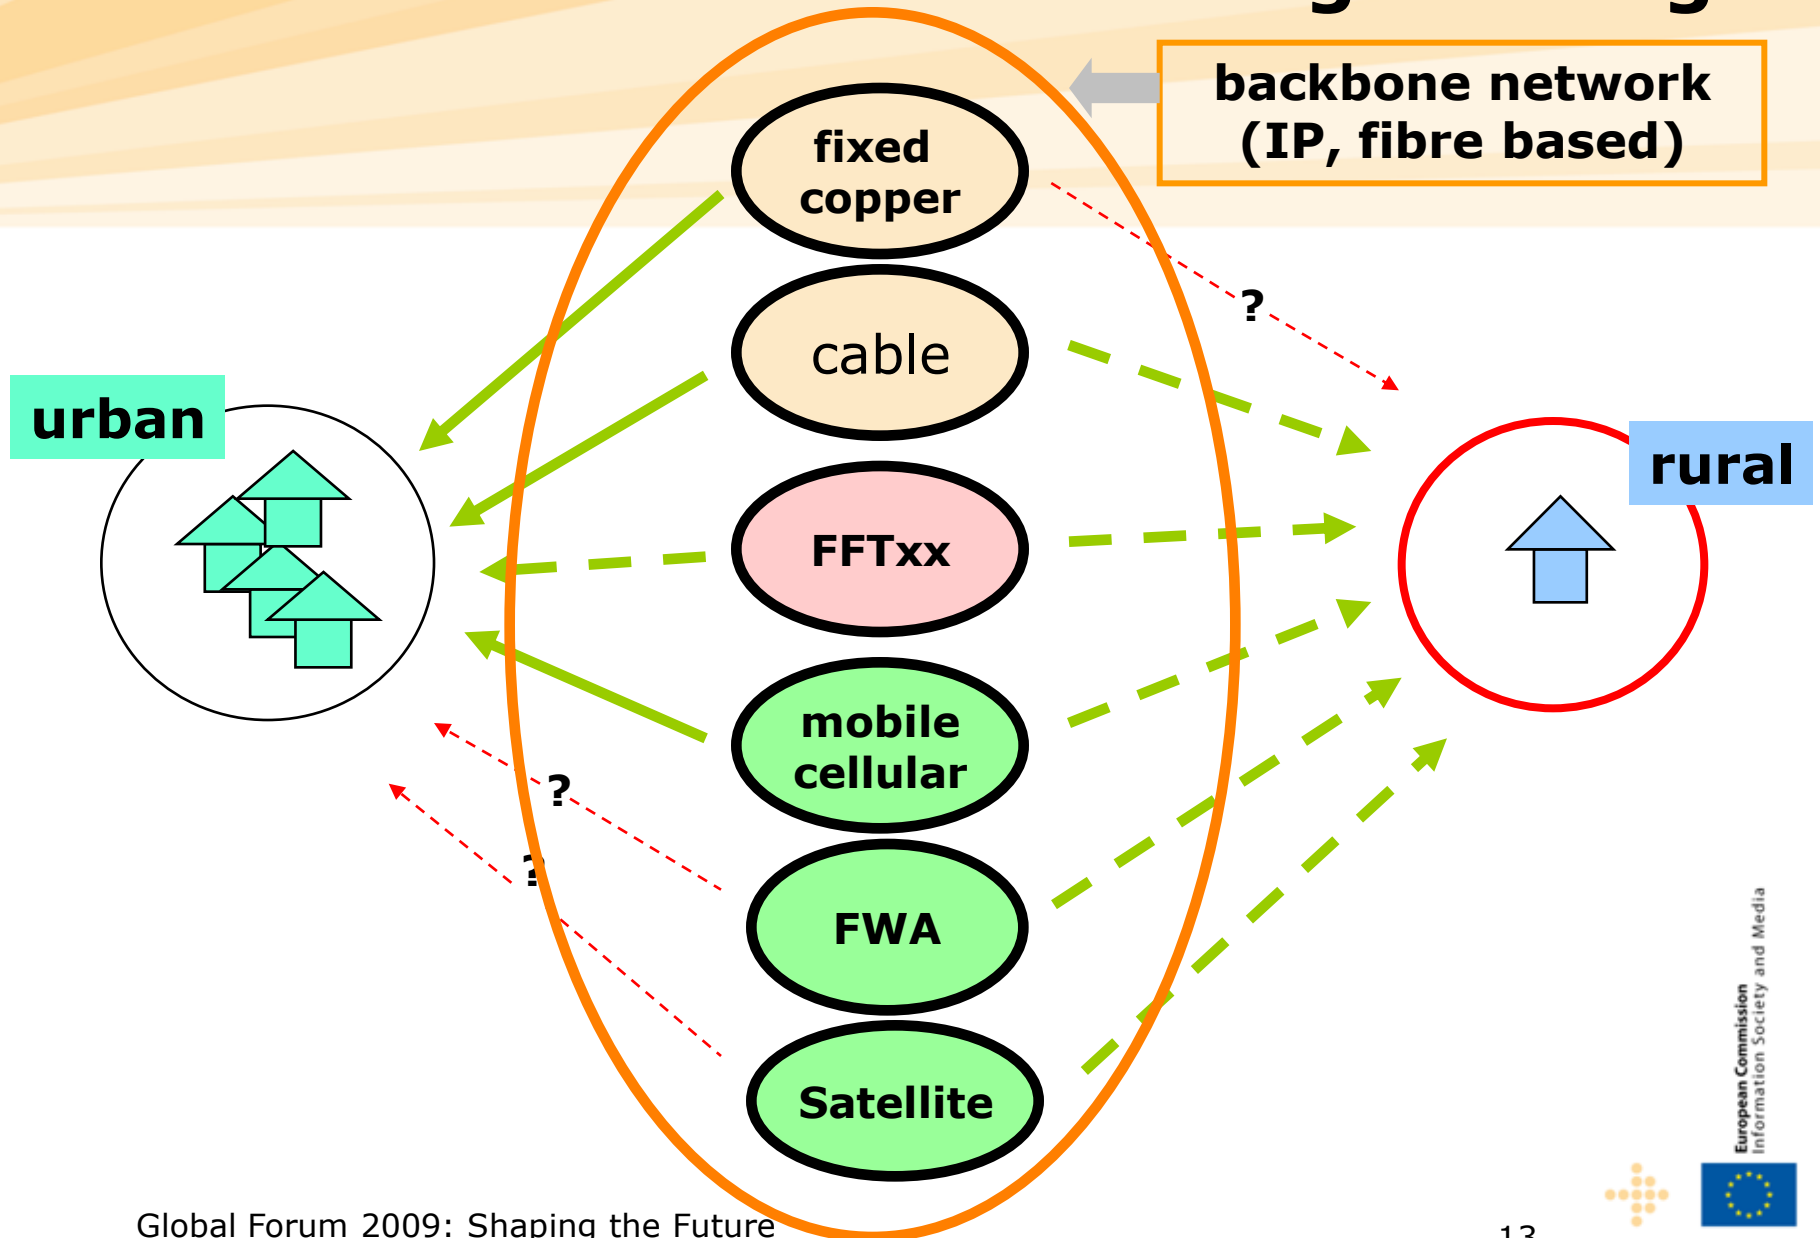 backbone network
(IP, fibre based)
fixed
copper
?
cable
urban
rural
FFTxx
mobile
cellular
?
?
FWA
Satellite
European Commission
Information Society and Media
Global Forum 2009: Shaping the Future
13